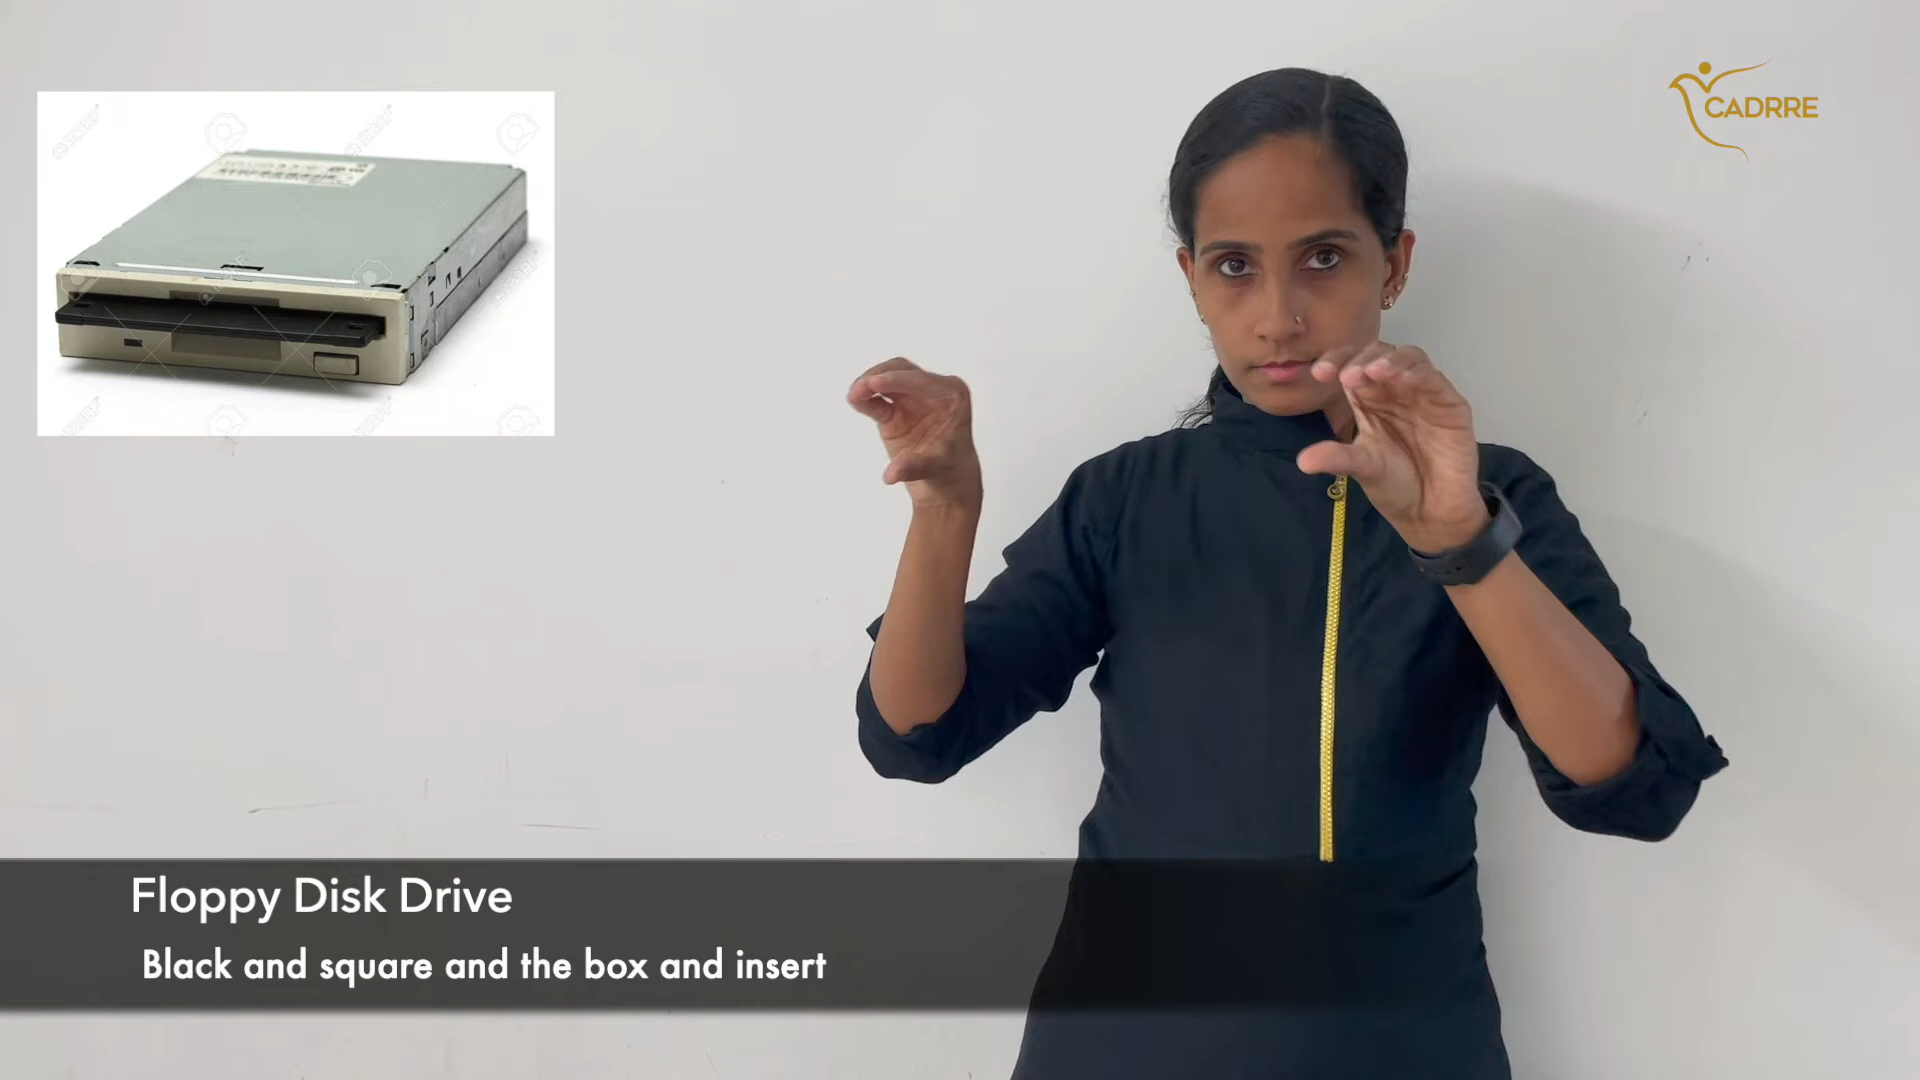 CADRRE
Floppy Disk Drive
Black and square and the box and insert